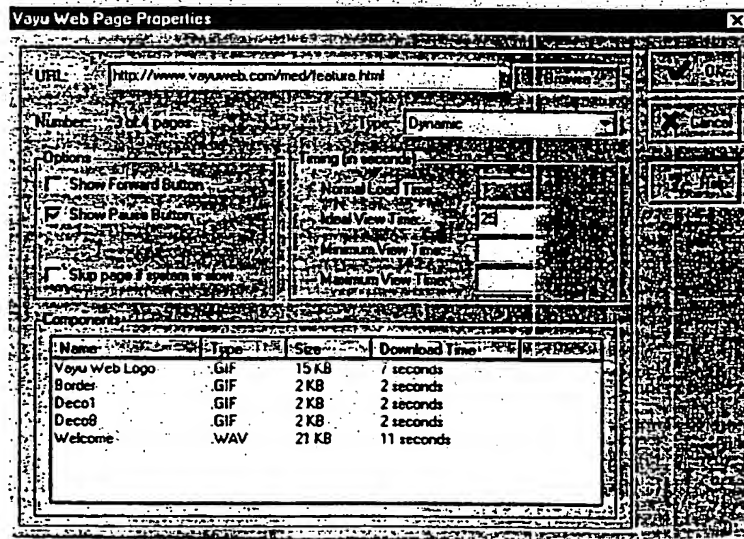 Vayu Web Page Properties
URL: http://www.vayuweb.com/med/feature.html Browse
OK
Number: 3 of 4 pages Type: Dynamic
Cancel
Options
Timing (in seconds)
Show Forward Button
Normal Load Time:
Help
Show Pause Button
Ideal View Time: 25
Minimum View Time:
Skip page if system is slow
Maximum View Time:
Components
Name Type Size Download Time
Vayu Web Logo .GIF 15 KB 7 seconds
Border .GIF 2 KB 2 seconds
Deco1 .GIF 2 KB 2 seconds
Deco8 .GIF 2 KB 2 seconds
Welcome .WAV 21 KB 11 seconds